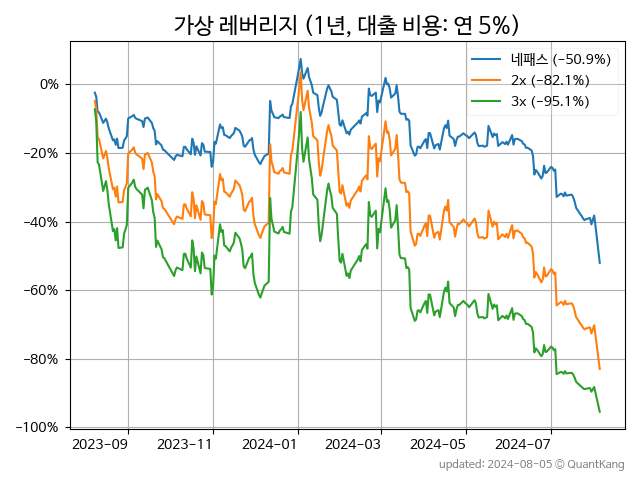 가상 레버리지 (1년, 대출 비용: 연 5%)
네패스 (−50.9%)
2x (−82.1%)
3x (−95.1%)
0%
−20%
−40%
−60%
−80%
−100%
2023-09 2023-11 2024-01 2024-03 2024-05 2024-07
updated: 2024-08-05 © QuantKang